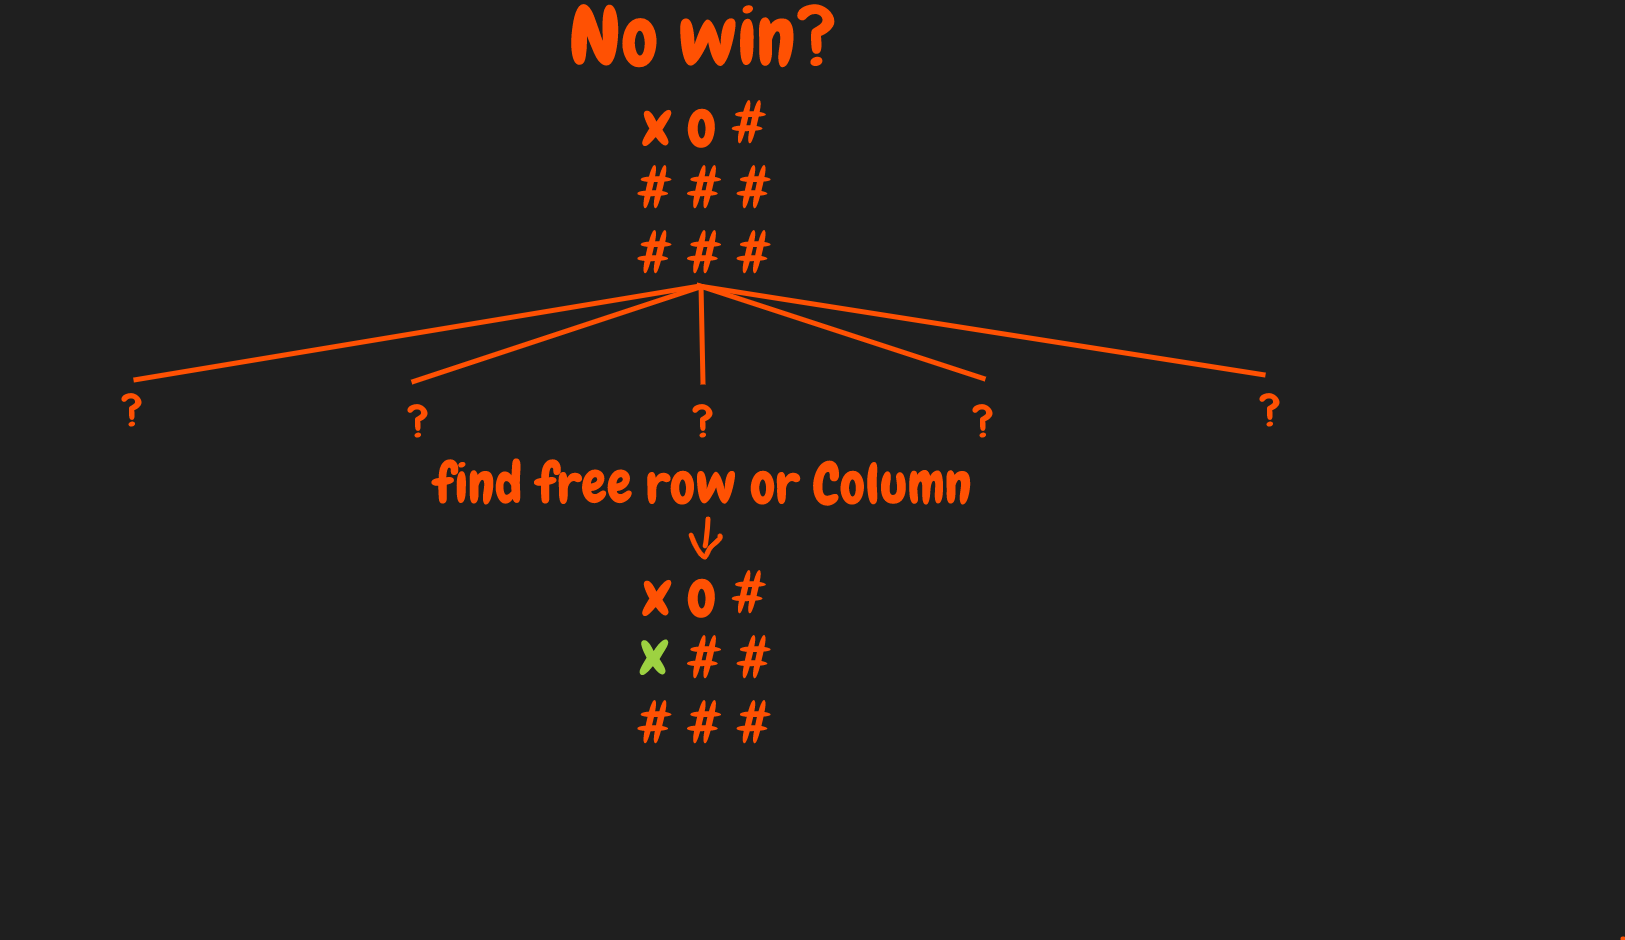 No win?
x o #
# # #
# # #
? ? ? ? ?
find free row or Column
x o #
x # #
# # #